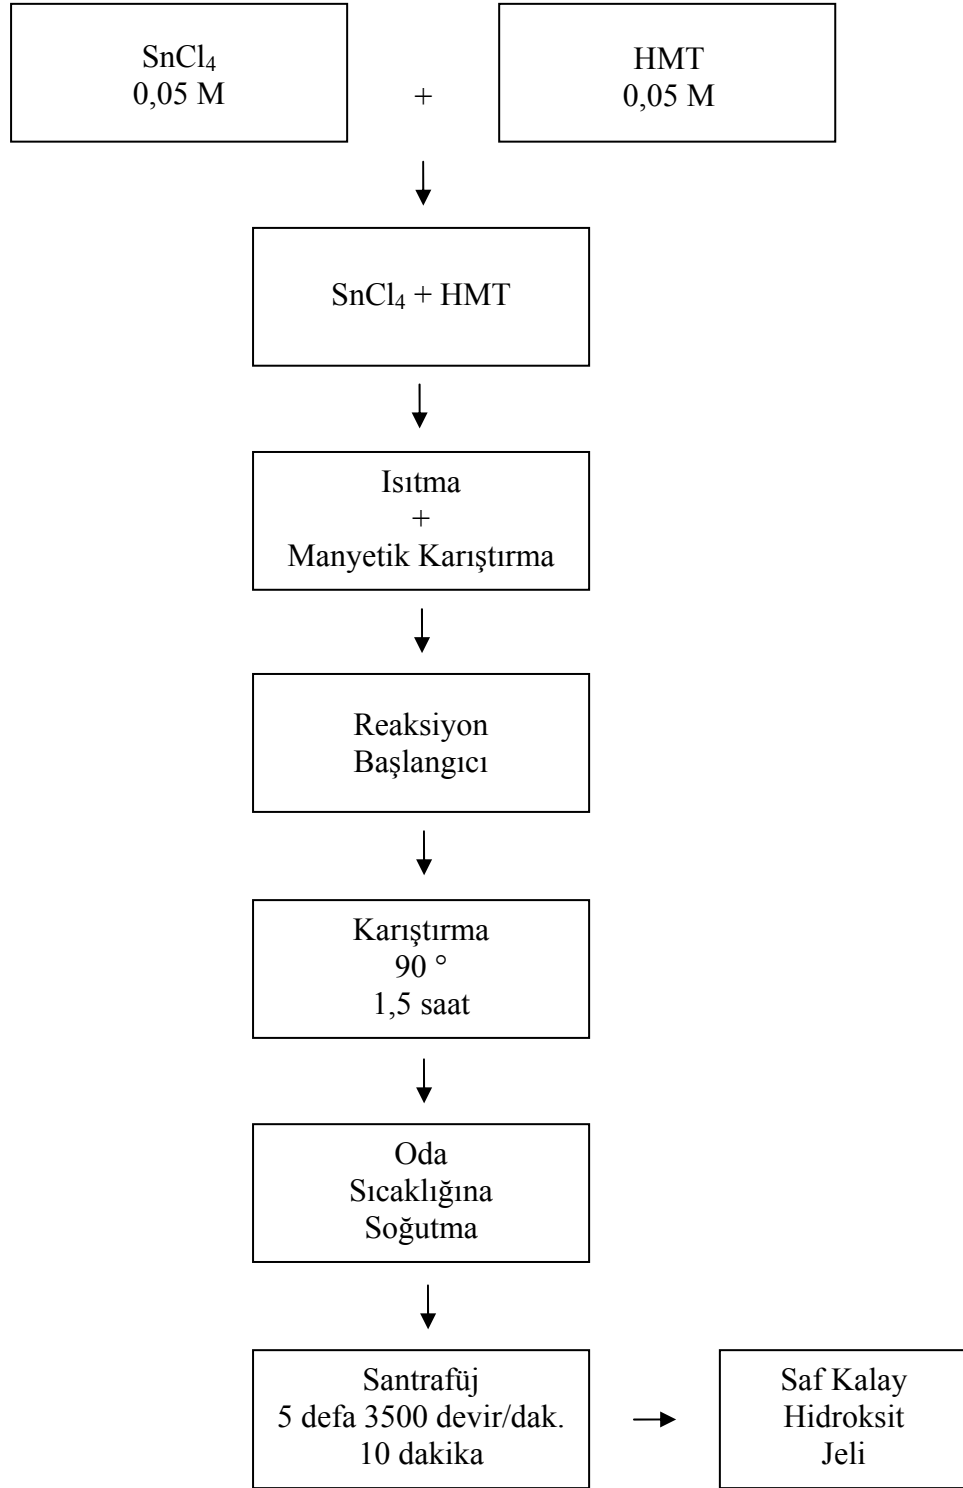 SnCl₄
0,05 M
+
HMT
0,05 M
SnCl₄ + HMT
Isıtma
+
Manyetik Karıştırma
Reaksiyon
Başlangıcı
Karıştırma
90 °
1,5 saat
Oda
Sıcaklığına
Soğutma
Santrafüj
5 defa 3500 devir/dak.
10 dakika
Saf Kalay
Hidroksit
Jeli